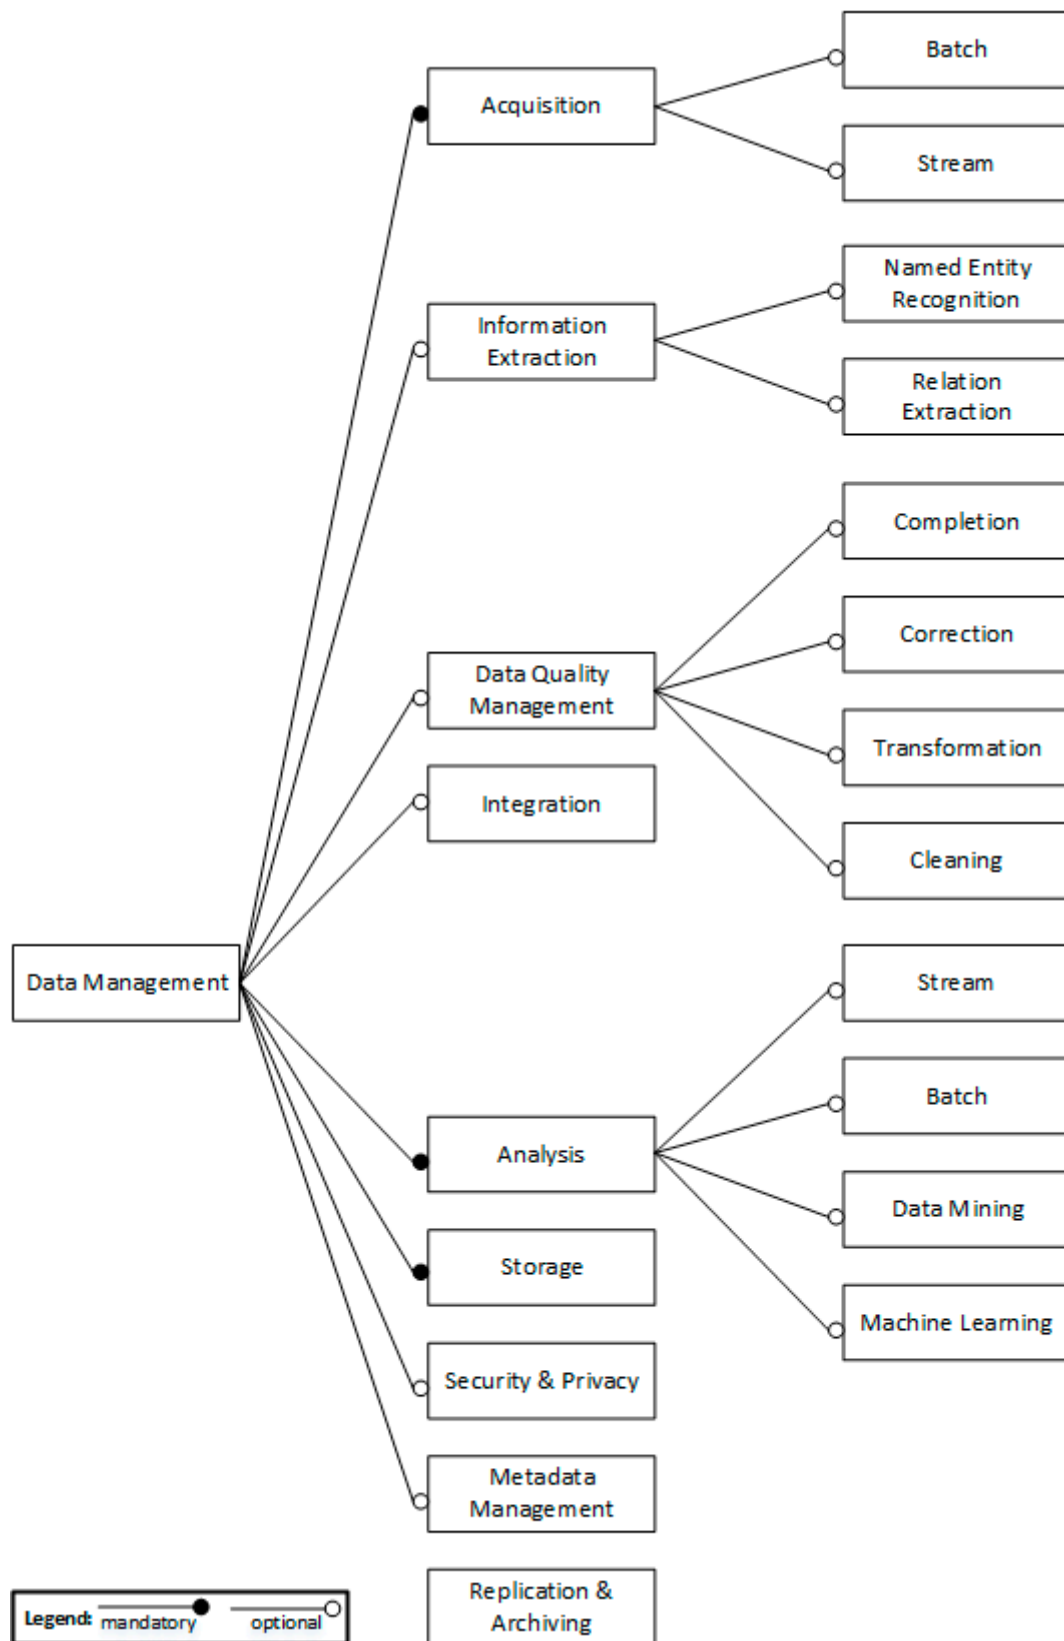 Batch
Acquisition
Stream
Named Entity
Recognition
Information
Extraction
Relation
Extraction
Completion
Correction
Data Quality
Management
Transformation
Integration
Cleaning
Data Management
Stream
Batch
Analysis
Data Mining
Storage
Machine Learning
Security & Privacy
Metadata
Management
Replication &
Archiving
Legend: mandatory optional